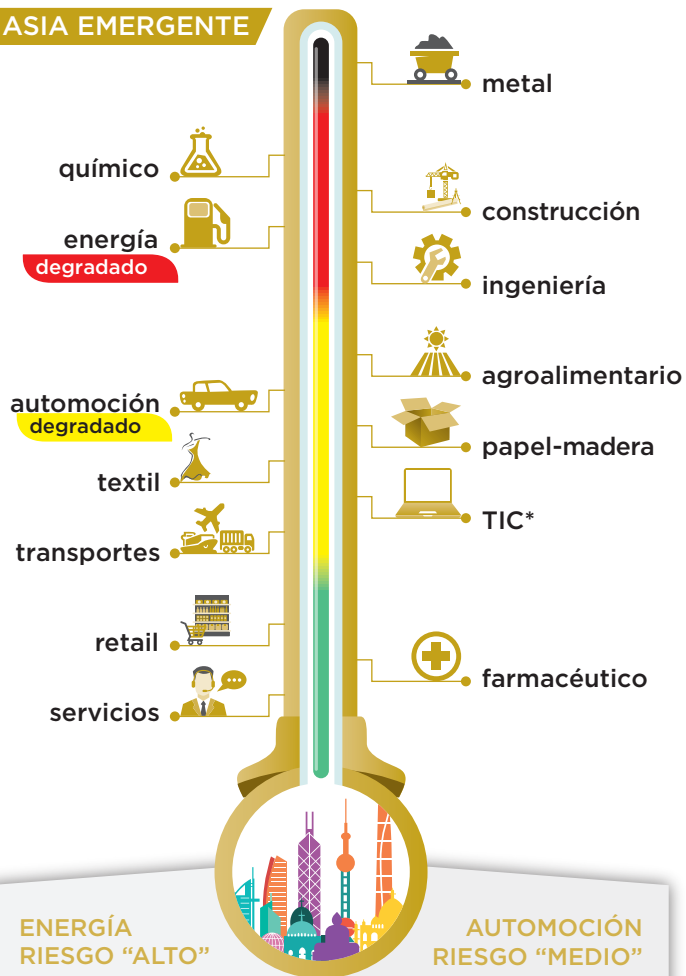 ASIA EMERGENTE
metal
químico
construcción
energía
degradado
ingeniería
agroalimentario
automoción
degradado
papel-madera
textil
TIC*
transportes
retail
farmacéutico
servicios
ENERGÍA
RIESGO “ALTO”
AUTOMOCIÓN
RIESGO “MEDIO”